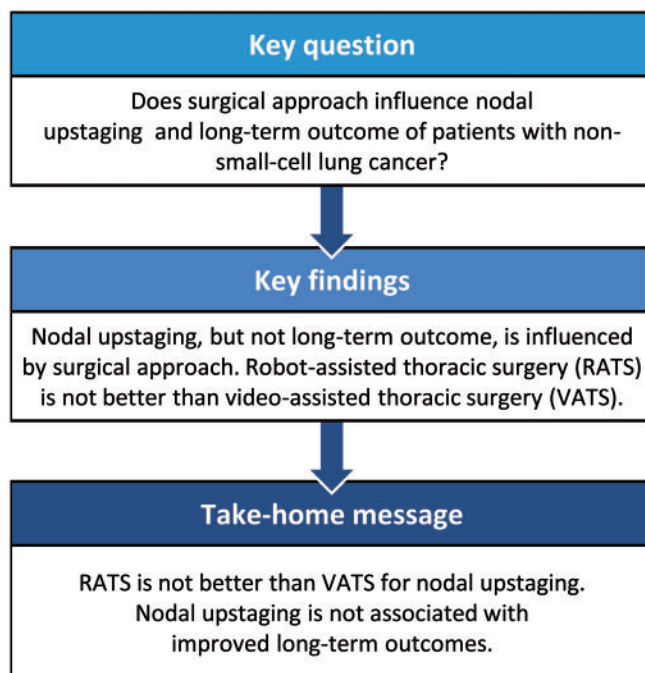 Key question
Does surgical approach influence nodal
upstaging and long-term outcome of patients with non-
small-cell lung cancer?
Key findings
Nodal upstaging, but not long-term outcome, is influenced
by surgical approach. Robot-assisted thoracic surgery (RATS)
is not better than video-assisted thoracic surgery (VATS).
Take-home message
RATS is not better than VATS for nodal upstaging.
Nodal upstaging is not associated with
improved long-term outcomes.